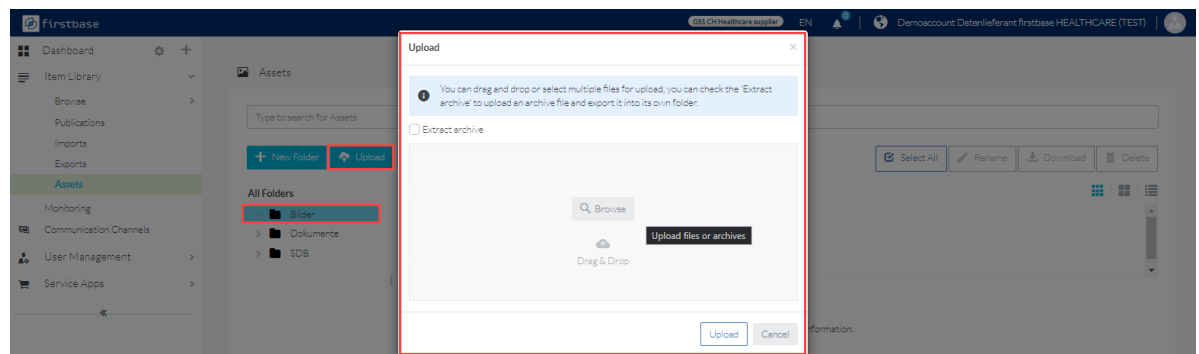 firstbase
GS1 CH Healthcare supplier
EN
Demoaccount Datenlieferant firstbase HEALTHCARE (TEST)
Dashboard
Item Library
Browse
Publications
Imports
Exports
Assets
Monitoring
Communication Channels
User Management
Service Apps
Assets
Type to search for Assets
New Folder
Upload
Select All
Rename
Download
Delete
All Folders
Bilder
Dokumente
SDB
Upload
You can drag and drop or select multiple files for upload, you can check the 'Extract
archive' to upload an archive file and export it into its own folder.
Extract archive
Browse
Upload files or archives
Drag & Drop
Upload
Cancel